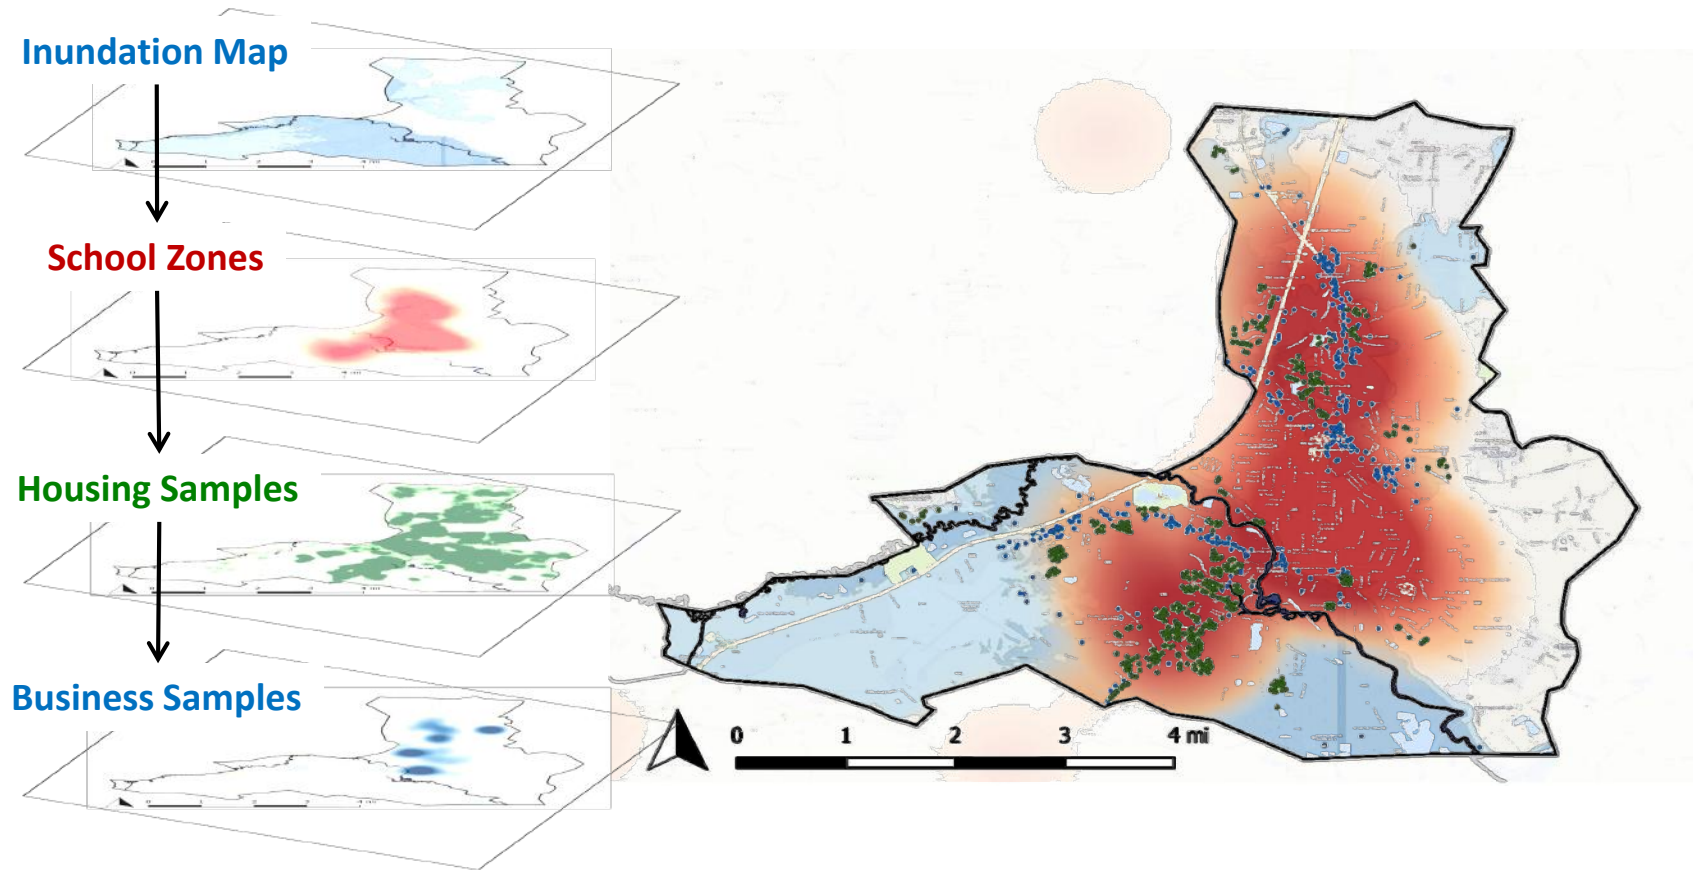 Inundation Map
School Zones
Housing Samples
Business Samples
0 1 2 3 4 mi